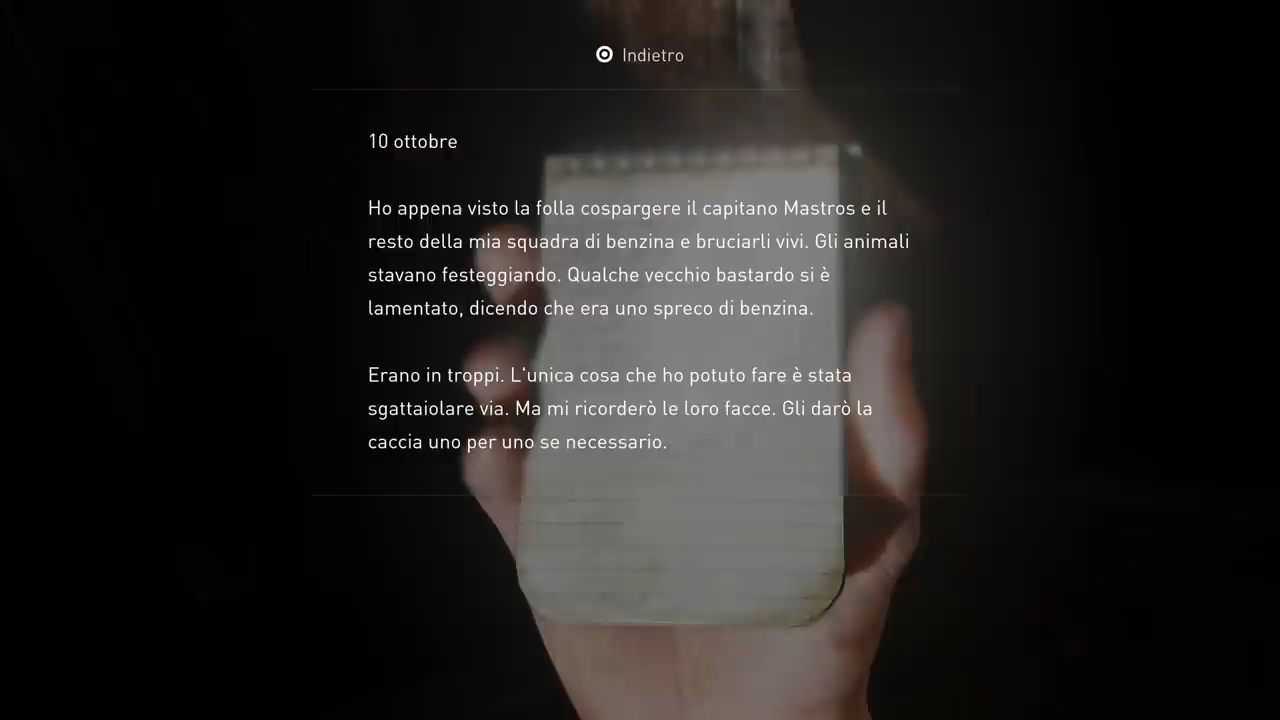 Indietro
10 ottobre
Ho appena visto la folla cospargere il capitano Mastros e il
resto della mia squadra di benzina e bruciarli vivi. Gli animali
stavano festeggiando. Qualche vecchio bastardo si è
lamentato, dicendo che era uno spreco di benzina.
Erano in troppi. L'unica cosa che ho potuto fare è stata
sgattaiolare via. Ma mi ricorderò le loro facce. Gli darò la
caccia uno per uno se necessario.